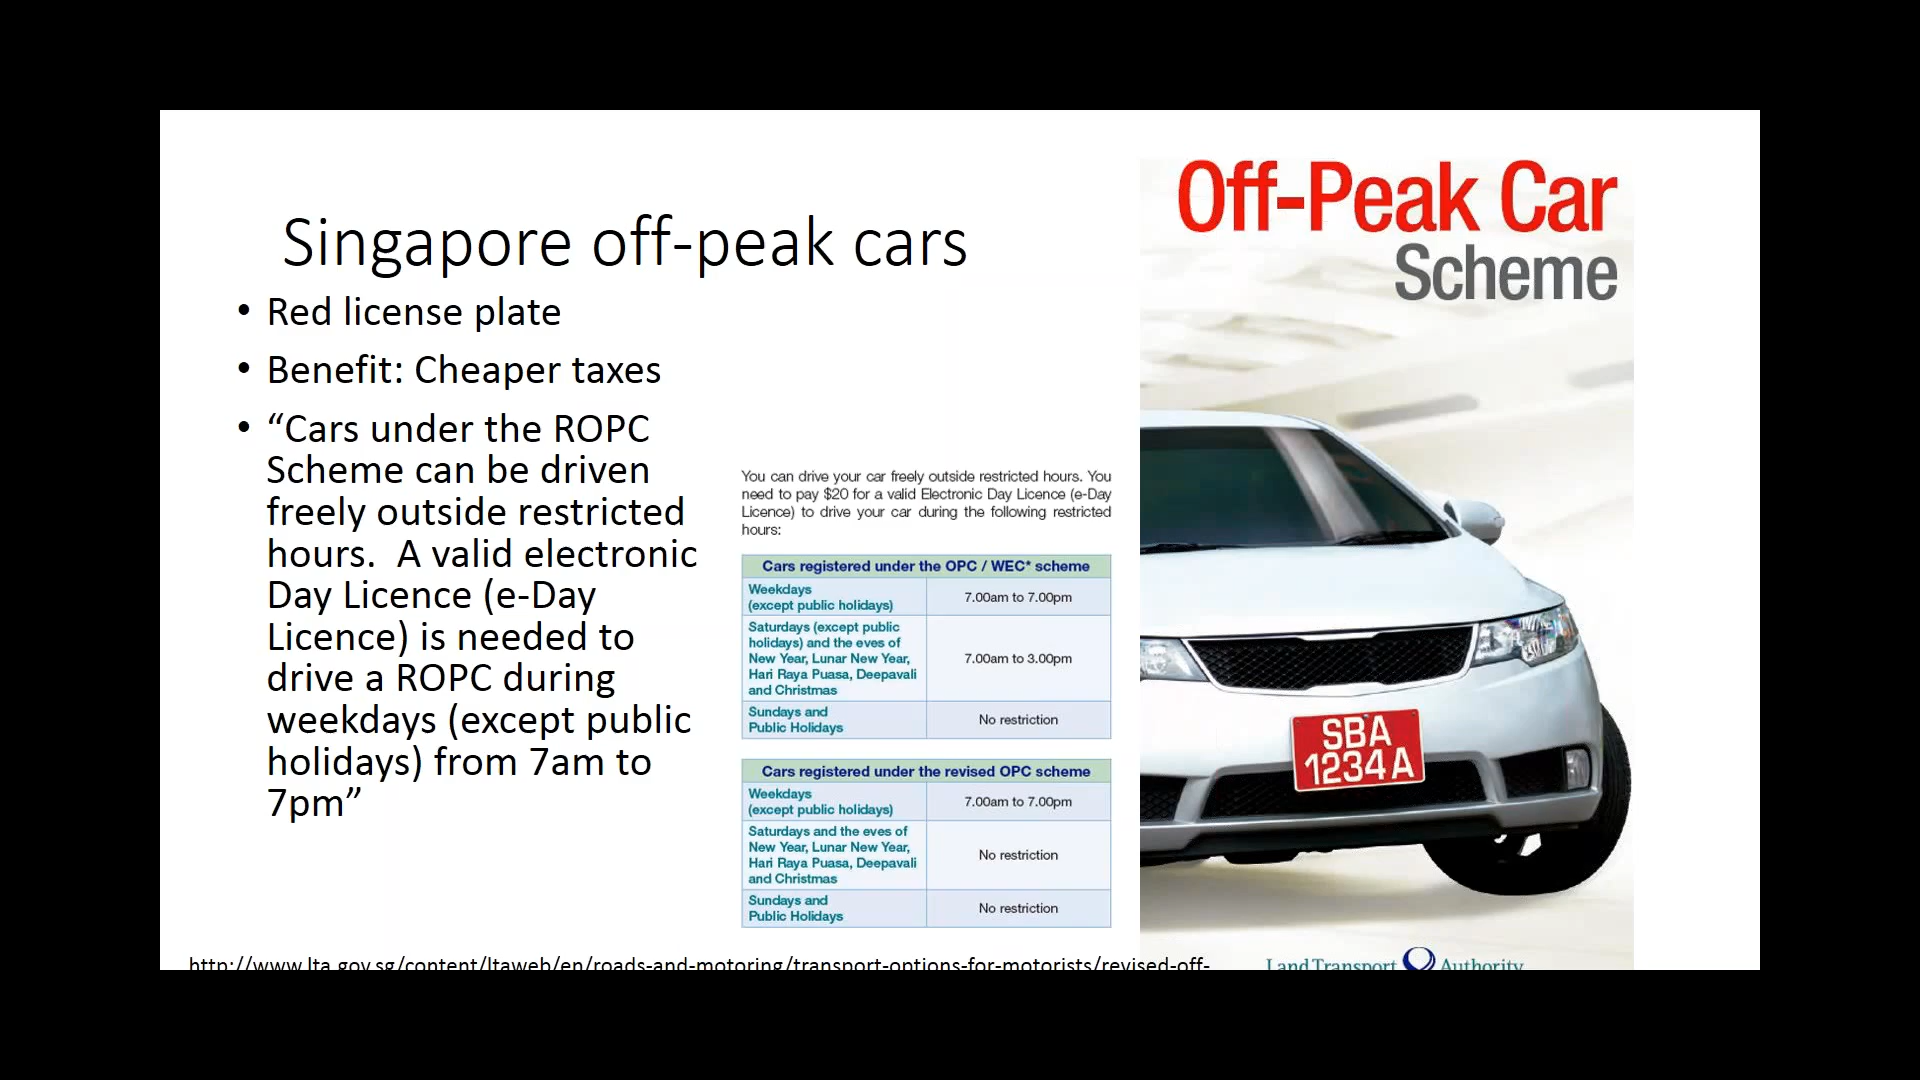 Singapore off-peak cars
• Red license plate
• Benefit: Cheaper taxes
• “Cars under the ROPC
Scheme can be driven
freely outside restricted
hours.  A valid electronic
Day Licence (e-Day
Licence) is needed to
drive a ROPC during
weekdays (except public
holidays) from 7am to
7pm”
You can drive your car freely outside restricted hours. You
need to pay $20 for a valid Electronic Day Licence (e-Day
Licence) to drive your car during the following restricted
hours:
Cars registered under the OPC / WEC* scheme
Weekdays
(except public holidays)
7.00am to 7.00pm
Saturdays (except public
holidays) and the eves of
New Year, Lunar New Year,
Hari Raya Puasa, Deepavali
and Christmas
7.00am to 3.00pm
Sundays and
Public Holidays
No restriction
Cars registered under the revised OPC scheme
Weekdays
(except public holidays)
7.00am to 7.00pm
Saturdays and the eves of
New Year, Lunar New Year,
Hari Raya Puasa, Deepavali
and Christmas
No restriction
Sundays and
Public Holidays
No restriction
Off-Peak Car
Scheme
SBA
1234A
http://www.lta.gov.sg/content/ltaweb/en/roads-and-motoring/transport-options-for-motorists/revised-off-
Land Transport Authority